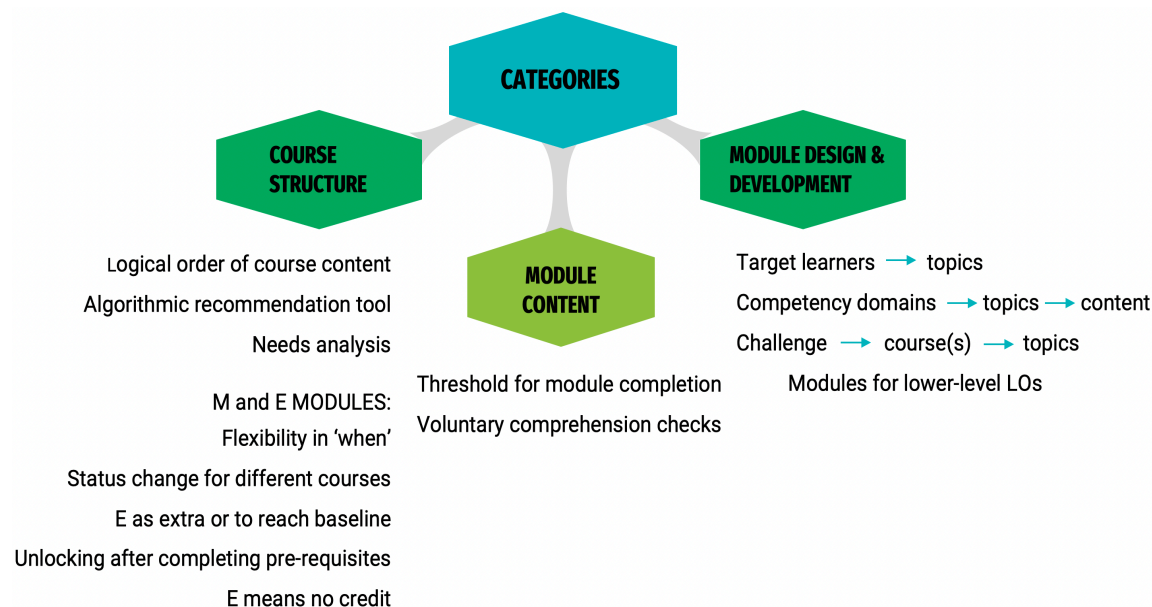 CATEGORIES
COURSE
STRUCTURE
Logical order of course content
Algorithmic recommendation tool
Needs analysis
M and E MODULES:
Flexibility in ‘when’
Status change for different courses
E as extra or to reach baseline
Unlocking after completing pre-requisites
E means no credit
MODULE
CONTENT
Threshold for module completion
Voluntary comprehension checks
MODULE DESIGN &
DEVELOPMENT
Target learners → topics
Competency domains → topics → content
Challenge → course(s) → topics
Modules for lower-level LOs